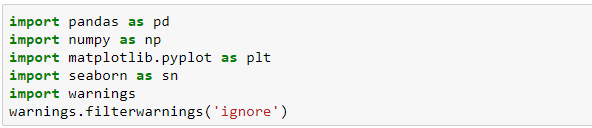 import pandas as pd
import numpy as np
import matplotlib.pyplot as plt
import seaborn as sn
import warnings
warnings.filterwarnings('ignore')